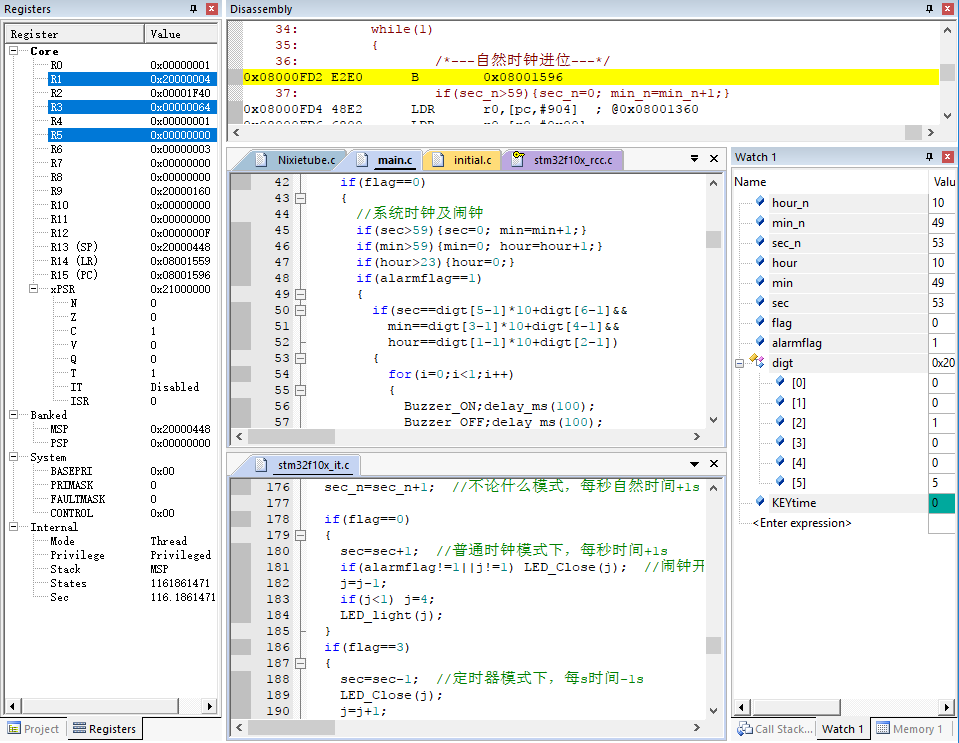 Registers
Register Value
Core
R0 0x00000001
R1 0x20000004
R2 0x00001F40
R3 0x00000064
R4 0x00000001
R5 0x00000000
R6 0x00000003
R7 0x00000000
R8 0x00000000
R9 0x20000160
R10 0x00000000
R11 0x00000000
R12 0x0000000F
R13 (SP) 0x20000448
R14 (LR) 0x08001559
R15 (PC) 0x08001596
xPSR 0x21000000
N 0
Z 0
C 1
V 0
Q 0
T 1
IT Disabled
ISR 0
Banked
MSP 0x20000448
PSP 0x00000000
System
BASEPRI 0x00
PRIMASK 0
FAULTMASK 0
CONTROL 0x00
Internal
Mode Thread
Privilege Privileged
Stack MSP
States 1161861471
Sec 116.1861471
Project Registers
Disassembly
34: while(1)
35: {
36: /*---自然时钟进位---*/
0x08000FD2 E2E0 B 0x08001596
37: if(sec_n>59){sec_n=0; min_n=min_n+1;}
0x08000FD4 48E2 LDR r0,[pc,#904] ; @0x08001360
0x08000FD6 6800 LDR r0,[r0,#0x00]
Nixietube.c main.c initial.c stm32f10x_rcc.c
42 if(flag==0)
43 {
44 //系统时钟及闹钟
45 if(sec>59){sec=0; min=min+1;}
46 if(min>59){min=0; hour=hour+1;}
47 if(hour>23){hour=0;}
48 if(alarmflag==1)
49 {
50 if(sec==digt[5-1]*10+digt[6-1]&&
51 min==digt[3-1]*10+digt[4-1]&&
52 hour==digt[1-1]*10+digt[2-1])
53 {
54 for(i=0;i<1;i++)
55 {
56 Buzzer_ON;delay_ms(100);
57 Buzzer_OFF;delay_ms(100);
stm32f10x_it.c
176 sec_n=sec_n+1; //不论什么模式，每秒自然时间+1s
177
178 if(flag==0)
179 {
180 sec=sec+1; //普通时钟模式下，每秒时间+1s
181 if(alarmflag!=1||j!=1) LED_Close(j); //闹钟开
182 j=j-1;
183 if(j<1) j=4;
184 LED_light(j);
185 }
186 if(flag==3)
187 {
188 sec=sec-1; //定时器模式下，每s时间-1s
189 LED_Close(j);
190 j=j+1;
Watch 1
Name Valu
hour_n 10
min_n 49
sec_n 53
hour 10
min 49
sec 53
flag 0
alarmflag 1
digt 0x20
[0] 0
[1] 0
[2] 1
[3] 0
[4] 0
[5] 5
KEYtime 0
<Enter expression>
Call Stack... Watch 1 Memory 1